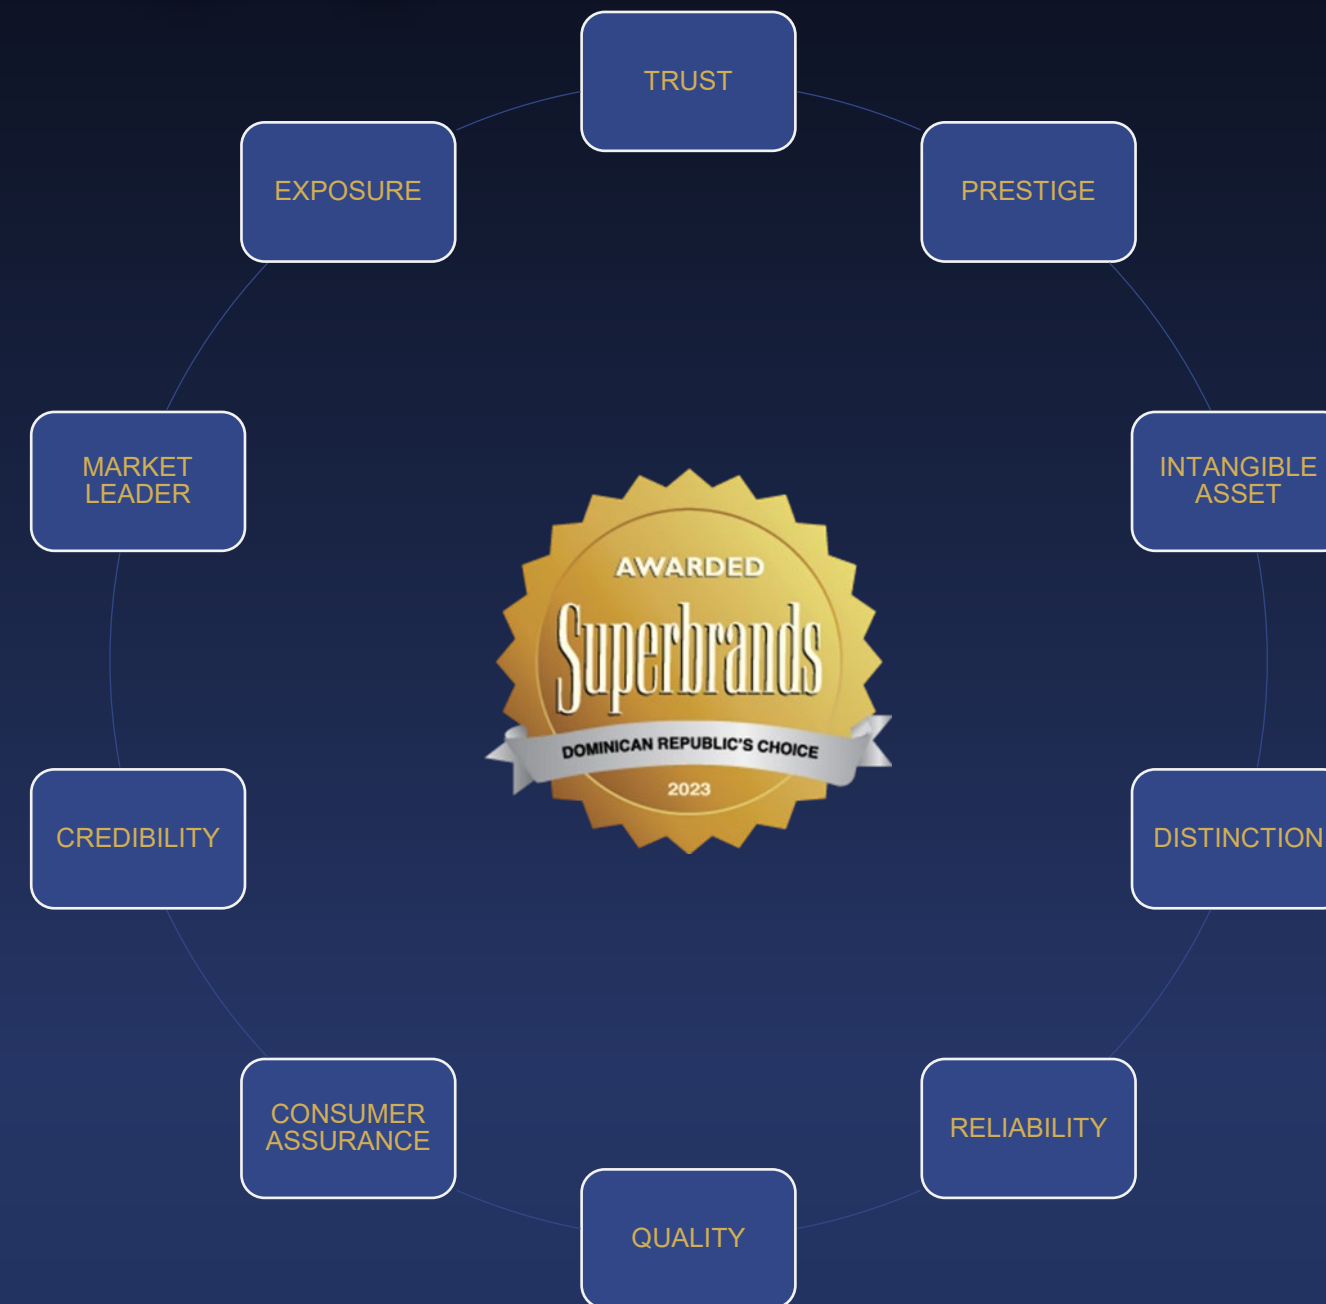 TRUST
EXPOSURE
PRESTIGE
MARKET
LEADER
INTANGIBLE
ASSET
AWARDED
Superbrands
DOMINICAN REPUBLIC'S CHOICE
2023
CREDIBILITY
DISTINCTION
CONSUMER
ASSURANCE
RELIABILITY
QUALITY